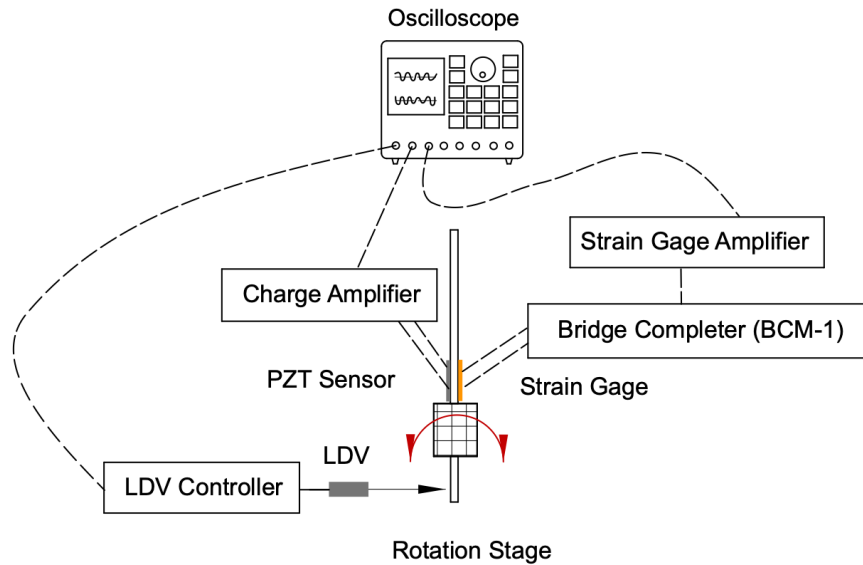 Oscilloscope
Strain Gage Amplifier
Charge Amplifier
Bridge Completer (BCM-1)
PZT Sensor
Strain Gage
LDV
LDV Controller
Rotation Stage